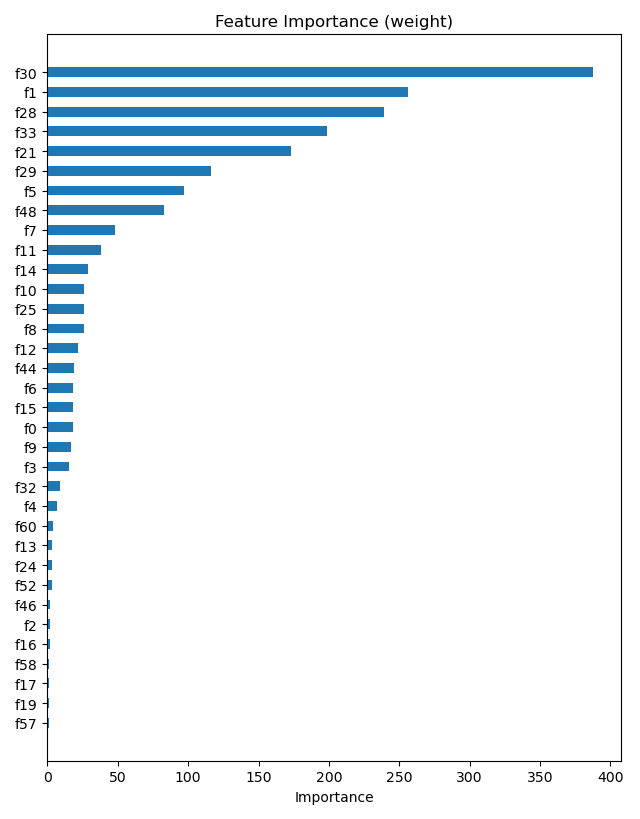 Feature Importance (weight)
f30
f1
f28
f33
f21
f29
f5
f48
f7
f11
f14
f10
f25
f8
f12
f44
f6
f15
f0
f9
f3
f32
f4
f60
f13
f24
f52
f46
f2
f16
f58
f17
f19
f57
0 50 100 150 200 250 300 350 400
Importance